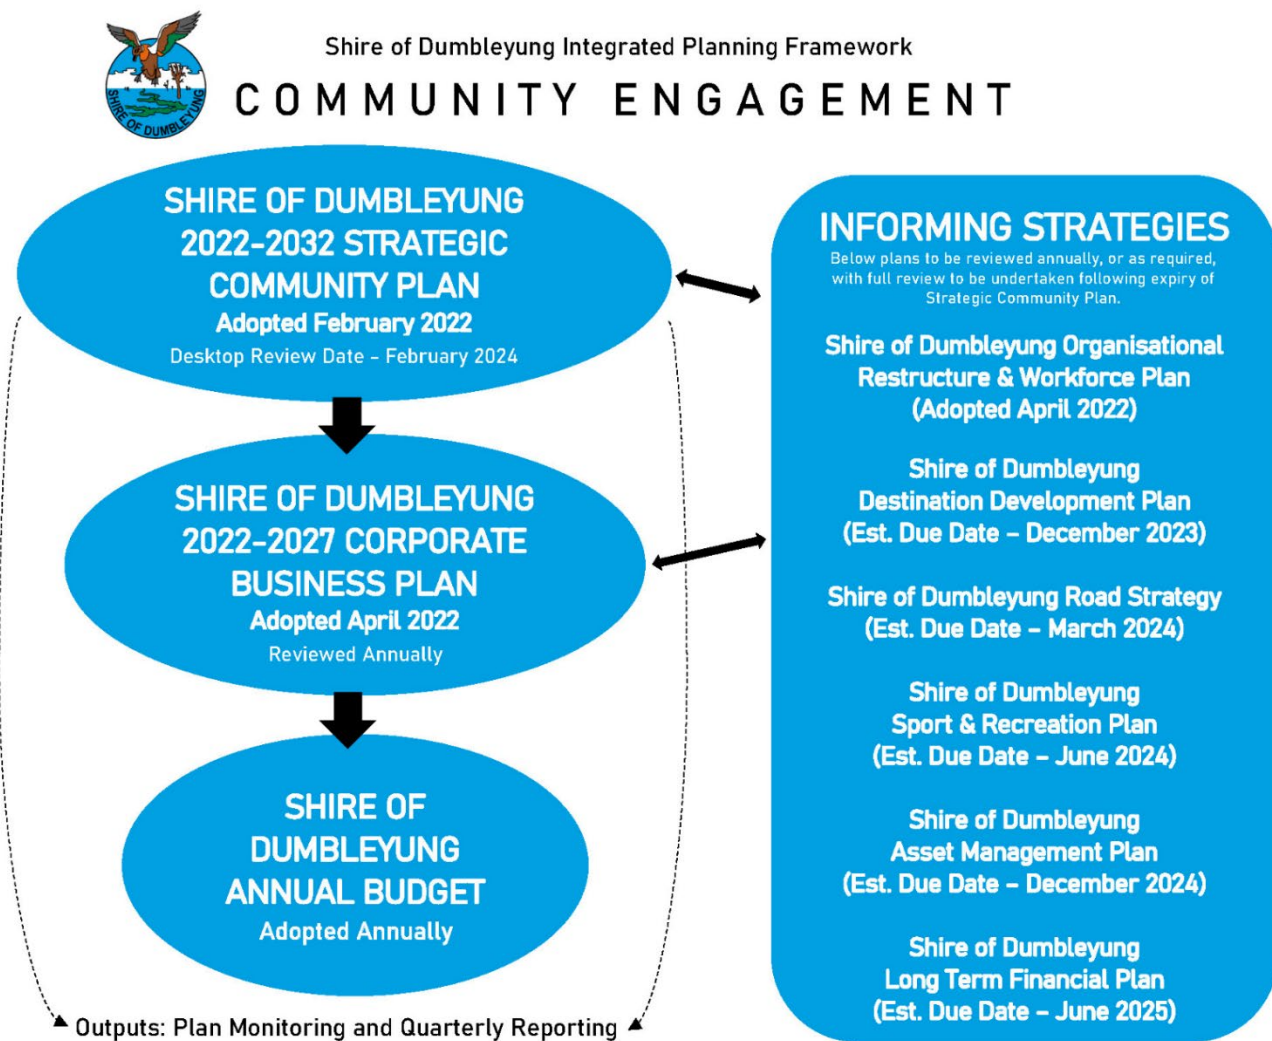 Shire of Dumbleyung Integrated Planning Framework
COMMUNITY ENGAGEMENT
SHIRE OF DUMBLEYUNG
SHIRE OF DUMBLEYUNG
2022-2032 STRATEGIC
COMMUNITY PLAN
Adopted February 2022
Desktop Review Date – February 2024
SHIRE OF DUMBLEYUNG
2022-2027 CORPORATE
BUSINESS PLAN
Adopted April 2022
Reviewed Annually
SHIRE OF
DUMBLEYUNG
ANNUAL BUDGET
Adopted Annually
Outputs: Plan Monitoring and Quarterly Reporting
INFORMING STRATEGIES
Below plans to be reviewed annually, or as required,
with full review to be undertaken following expiry of
Strategic Community Plan.
Shire of Dumbleyung Organisational
Restructure & Workforce Plan
(Adopted April 2022)
Shire of Dumbleyung
Destination Development Plan
(Est. Due Date – December 2023)
Shire of Dumbleyung Road Strategy
(Est. Due Date – March 2024)
Shire of Dumbleyung
Sport & Recreation Plan
(Est. Due Date – June 2024)
Shire of Dumbleyung
Asset Management Plan
(Est. Due Date – December 2024)
Shire of Dumbleyung
Long Term Financial Plan
(Est. Due Date – June 2025)